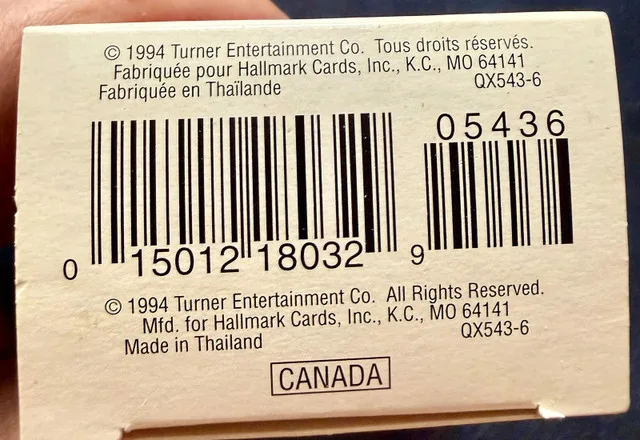 © 1994 Turner Entertainment Co. Tous droits réservés.
Fabriquée pour Hallmark Cards, Inc., K.C., MO 64141
Fabriquée en Thaïlande QX543-6
05436
0 15012 18032 9
© 1994 Turner Entertainment Co. All Rights Reserved.
Mfd. for Hallmark Cards, Inc., K.C., MO 64141
Made in Thailand QX543-6
CANADA